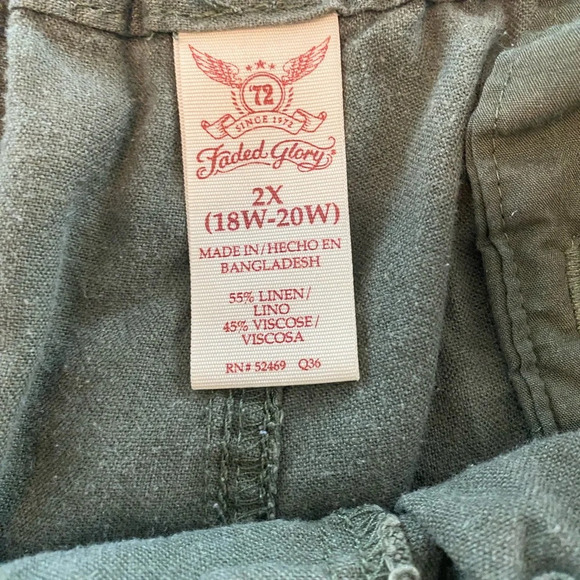 '72
SINCE 1972
Faded Glory
2X
(18W-20W)
MADE IN/HECHO EN
BANGLADESH
55% LINEN/
LINO
45% VISCOSE/
VISCOSA
RN# 52469 Q36